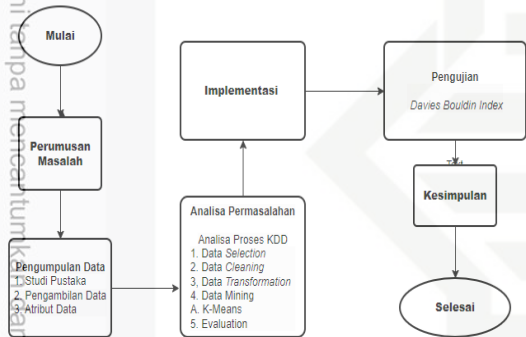 Mulai
Perumusan
Masalah
Pengumpulan Data
1. Studi Pustaka
2. Pengambilan Data
3. Atribut Data
Analisa Permasalahan
Analisa Proses KDD
1. Data Selection
2. Data Cleaning
3, Data Transformation
4. Data Mining
A. K-Means
5. Evaluation
Implementasi
Pengujian
Davies Bouldin Index
Kesimpulan
Selesai
tanpa mencantumkan